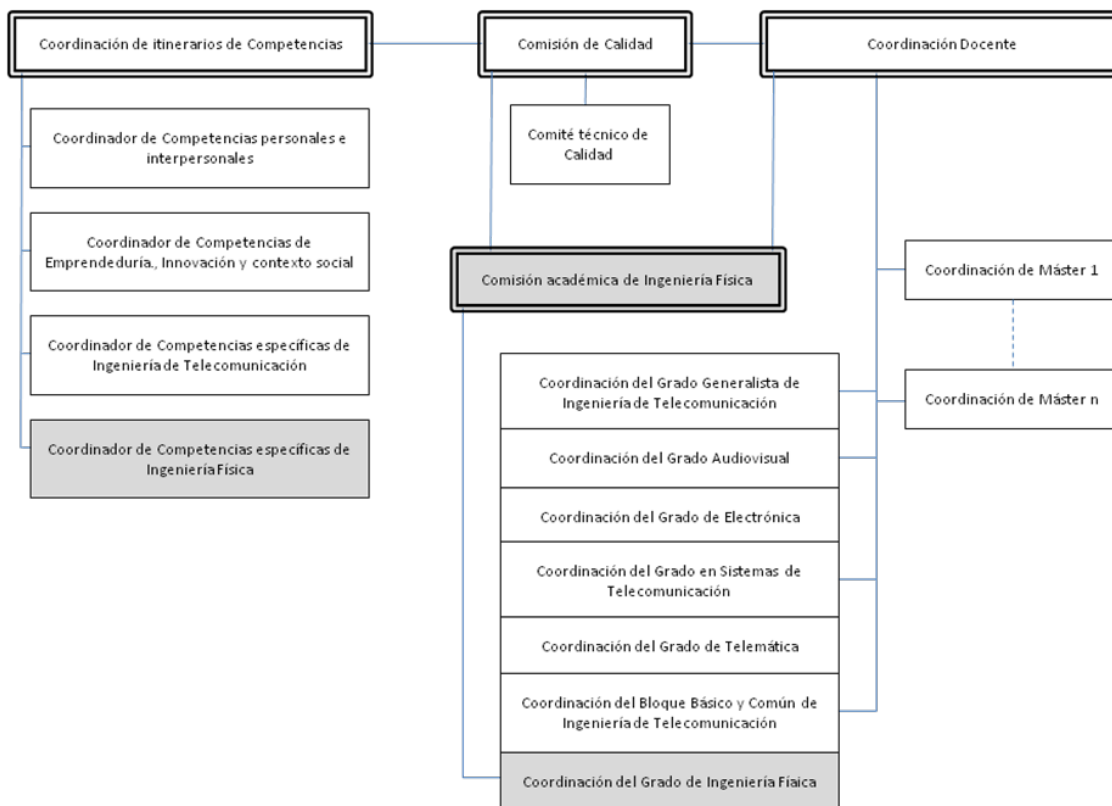 Coordinación de itinerarios de Competencias
Comisión de Calidad
Coordinación Docente
Coordinador de Competencias personales e
interpersonales
Comité técnico de
Calidad
Coordinador de Competencias de
Emprendeduría., Innovación y contexto social
Comisión académica de Ingeniería Física
Coordinación de Máster 1
Coordinador de Competencias específicas de
Ingeniería de Telecomunicación
Coordinación del Grado Generalista de
Ingeniería de Telecomunicación
Coordinación de Máster n
Coordinador de Competencias específicas de
Ingeniería Física
Coordinación del Grado Audiovisual
Coordinación del Grado de Electrónica
Coordinación del Grado en Sistemas de
Telecomunicación
Coordinación del Grado de Telemática
Coordinación del Bloque Básico y Común de
Ingeniería de Telecomunicación
Coordinación del Grado de Ingeniería Fíaica